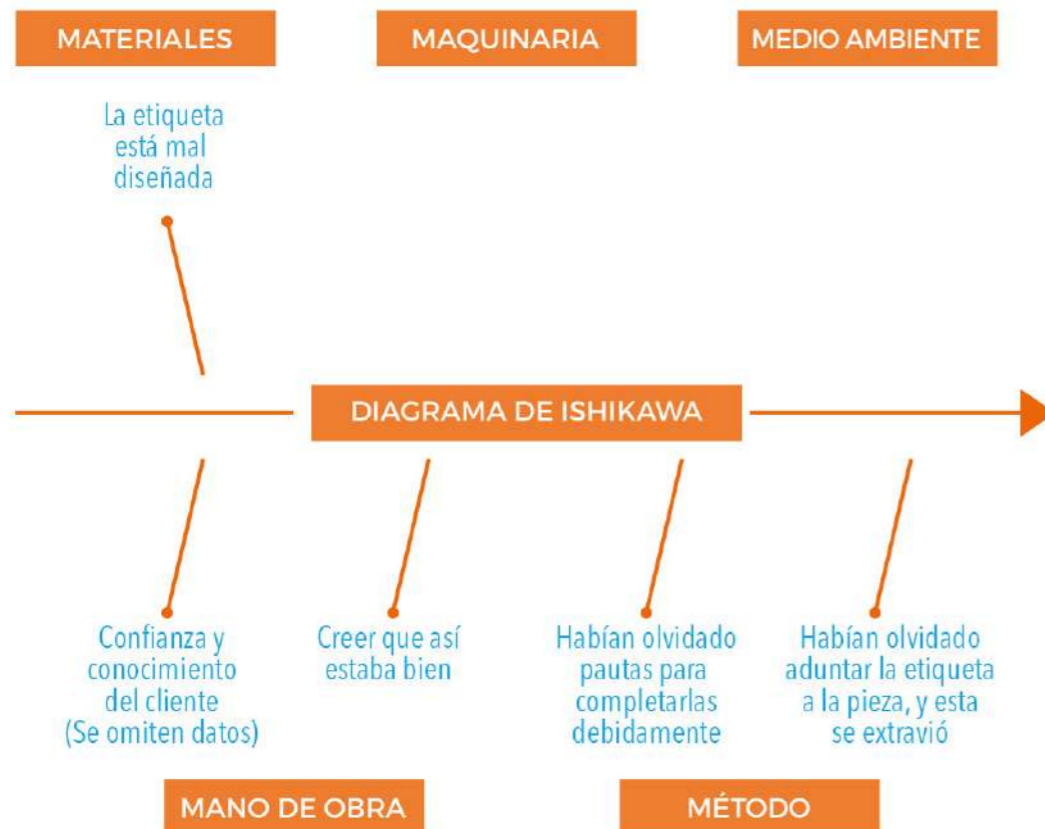 MATERIALES
MAQUINARIA
MEDIO AMBIENTE
La etiqueta
está mal
diseñada
DIAGRAMA DE ISHIKAWA
Confianza y
conocimiento
del cliente
(Se omiten datos)
Creer que así
estaba bien
Habían olvidado
pautas para
completarlas
debidamente
Habían olvidado
aduntar la etiqueta
a la pieza, y esta
se extravió
MANO DE OBRA
MÉTODO